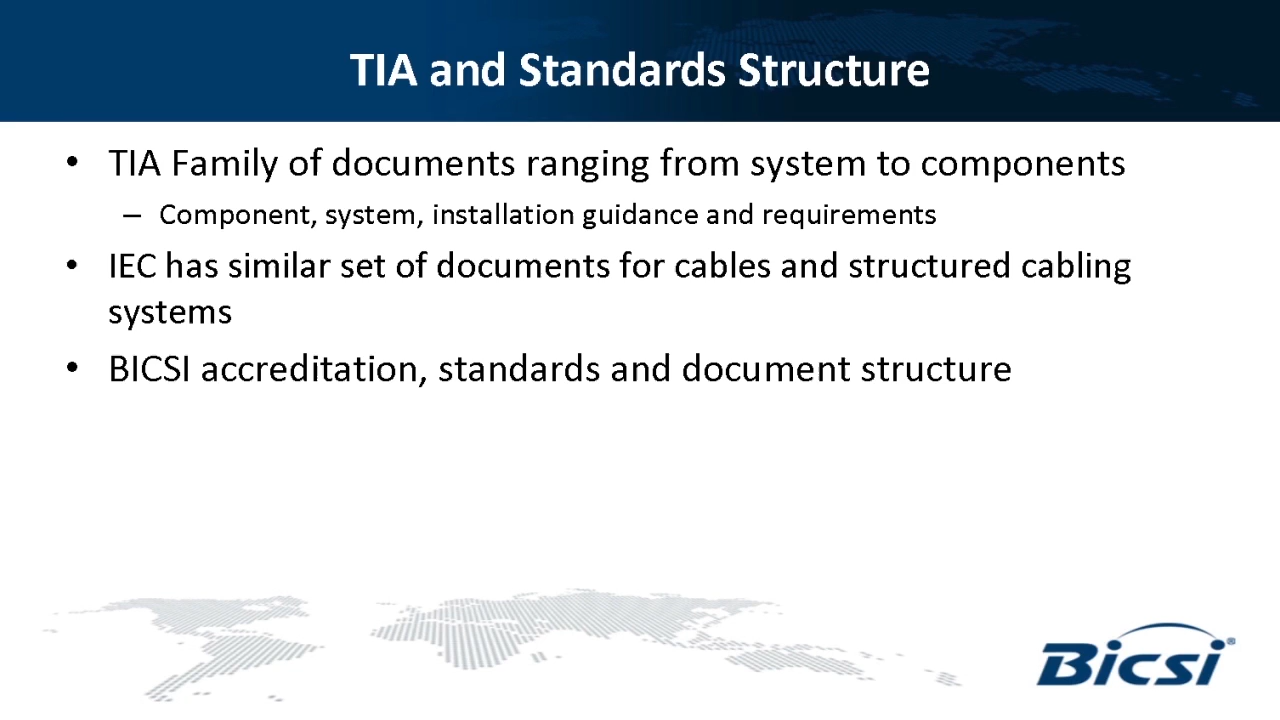 TIA and Standards Structure
• TIA Family of documents ranging from system to components
– Component, system, installation guidance and requirements
• IEC has similar set of documents for cables and structured cabling
systems
• BICSI accreditation, standards and document structure
Bicsi®